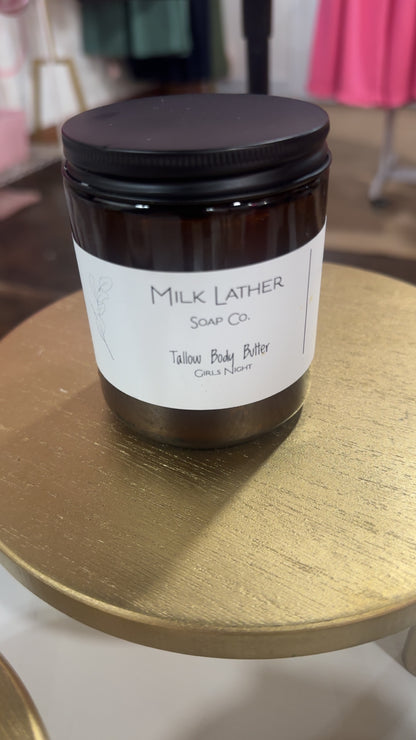 Milk Lather
Soap Co.
Tallow Body Butter
Girls Night